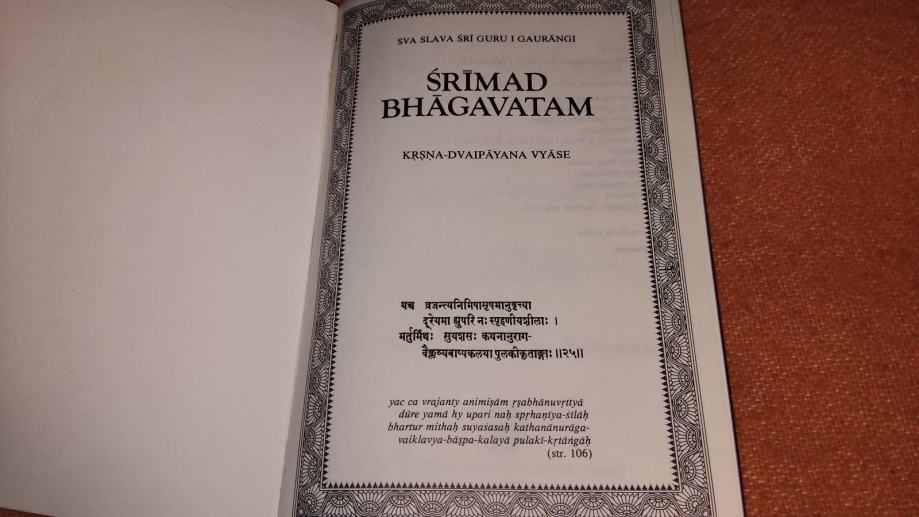 SVA SLAVA ŚRĪ GURU I GAURĀNGI
ŚRĪMAD
BHĀGAVATAM
KṚṢṆA-DVAIPĀYANA VYĀSE
यच्च व्रजन्त्यनिमिषामृषभानुवृत्त्या
दूरेयमा ह्युपरि नः स्पृहणीयशीलाः ।
भर्तुर्मिथः सुयशसः कथनानुराग-
वैक्लव्यबाष्पकलया पुलकीकृताङ्गाः ॥२५॥
yac ca vrajanty animiṣām ṛṣabhānuvṛttyā
dūre yamā hy upari naḥ spṛhaṇīya-śīlāḥ
bhartur mithaḥ suyaśasaḥ kathanānurāga-
vaiklavya-bāṣpa-kalayā pulakī-kṛtāṅgāḥ
(str. 106)